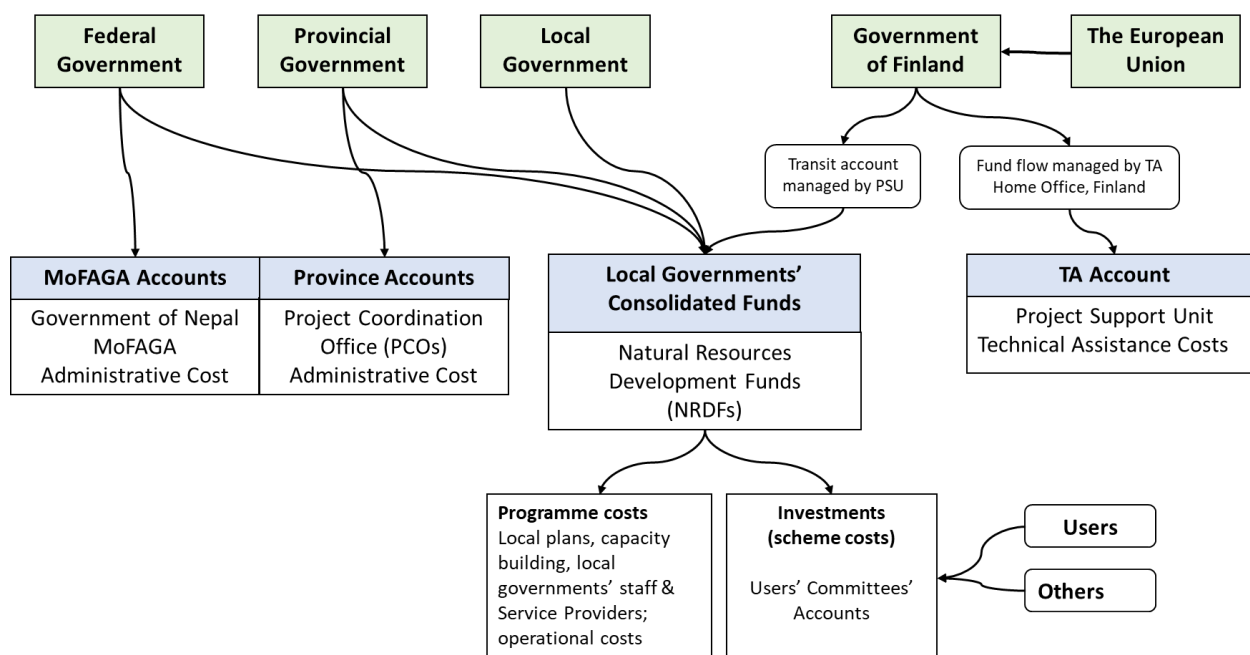 Federal
Government
Provincial
Government
Local
Government
Government
of Finland
The European
Union
Transit account
managed by PSU
Fund flow managed by TA
Home Office, Finland
MoFAGA Accounts
Government of Nepal
MoFAGA
Administrative Cost
Province Accounts
Project Coordination
Office (PCOs)
Administrative Cost
Local Governments’
Consolidated Funds
Natural Resources
Development Funds
(NRDFs)
TA Account
Project Support Unit
Technical Assistance Costs
Programme costs
Local plans, capacity
building, local
governments’ staff &
Service Providers;
operational costs
Investments
(scheme costs)
Users’ Committees’
Accounts
Users
Others